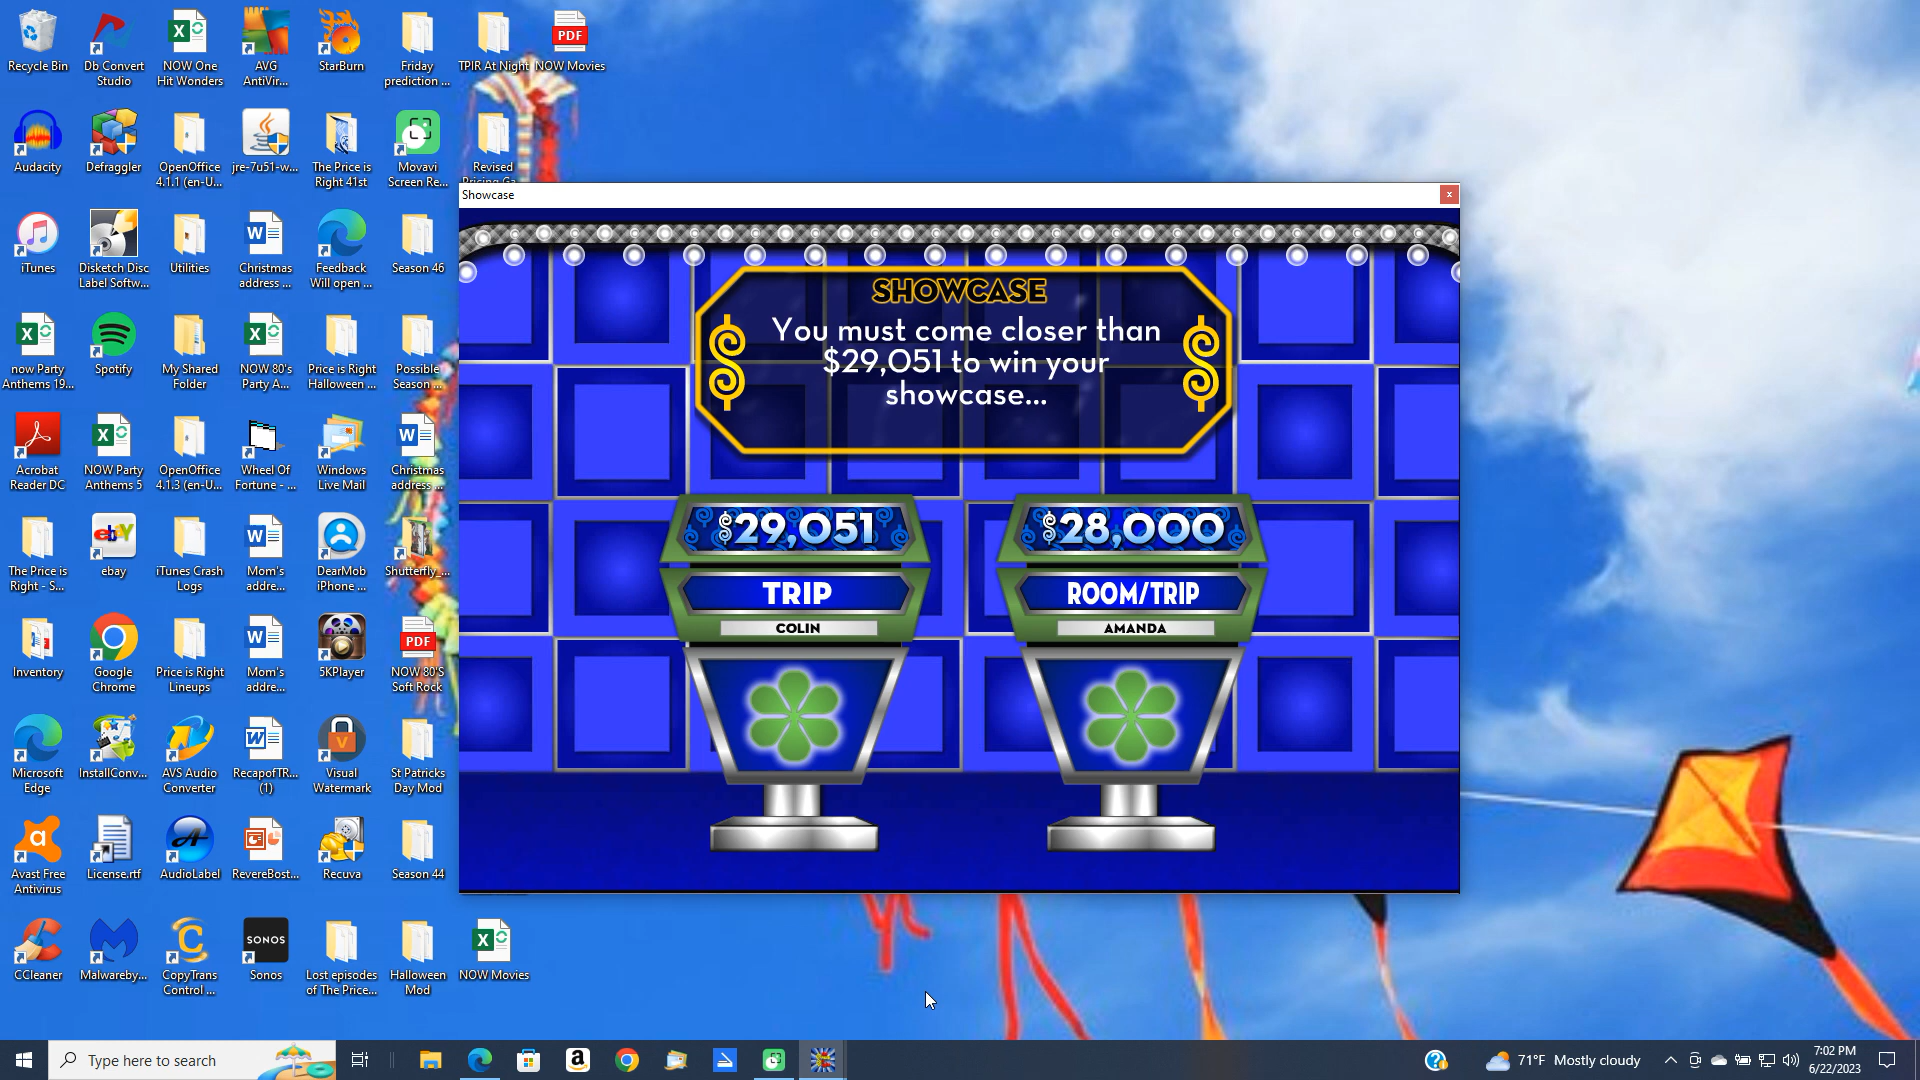 Recycle Bin
Db Convert
Studio
NOW One
Hit Wonders
AVG
AntiVir...
StarBurn
Friday
prediction ...
TPIR At Night
PDF
NOW Movies
Audacity
Defraggler
OpenOffice
4.1.1 (en-U...
jre-7u51-w...
The Price is
Right 41st
Movavi
Screen Re...
Revised
iTunes
Disketch Disc
Label Softw...
Utilities
Christmas
address ...
Feedback
Will open ...
Season 46
now Party
Anthems 19...
Spotify
My Shared
Folder
NOW 80's
Party A...
Price is Right
Halloween ...
Possible
Season ...
Acrobat
Reader DC
NOW Party
Anthems 5
OpenOffice
4.1.3 (en-U...
Wheel Of
Fortune - ...
Windows
Live Mail
Christmas
address ...
The Price is
Right - S...
ebay
ebay
iTunes Crash
Logs
Mom's
addre...
DearMob
iPhone ...
Shutterfly_...
Inventory
Google
Chrome
Price is Right
Lineups
Mom's
addre...
5KPlayer
PDF
NOW 80'S
Soft Rock
Microsoft
Edge
InstallConv...
AVS Audio
Converter
RecapofTR...
(1)
Visual
Watermark
St Patricks
Day Mod
Avast Free
Antivirus
License.rtf
AudioLabel
RevereBost...
Recuva
Season 44
CCleaner
Malwareby...
CopyTrans
Control ...
SONOS
Sonos
Lost episodes
of The Price...
Halloween
Mod
NOW Movies
Showcase
x
SHOWCASE
You must come closer than
$29,051 to win your
showcase...
$29,051
TRIP
COLIN
$28,000
ROOM/TRIP
AMANDA
Type here to search
71°F Mostly cloudy
7:02 PM
6/22/2023